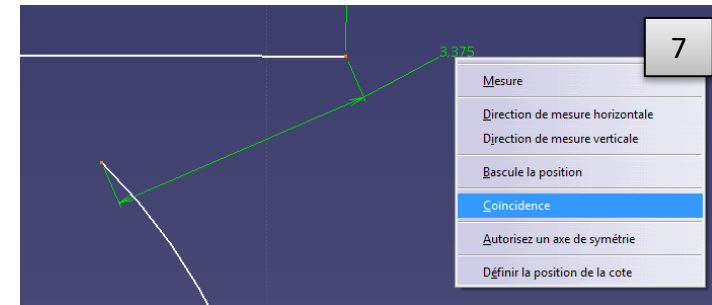 7
3,375
Mesure
Direction de mesure horizontale
Direction de mesure verticale
Bascule la position
Coïncidence
Autorisez un axe de symétrie
Définir la position de la cote